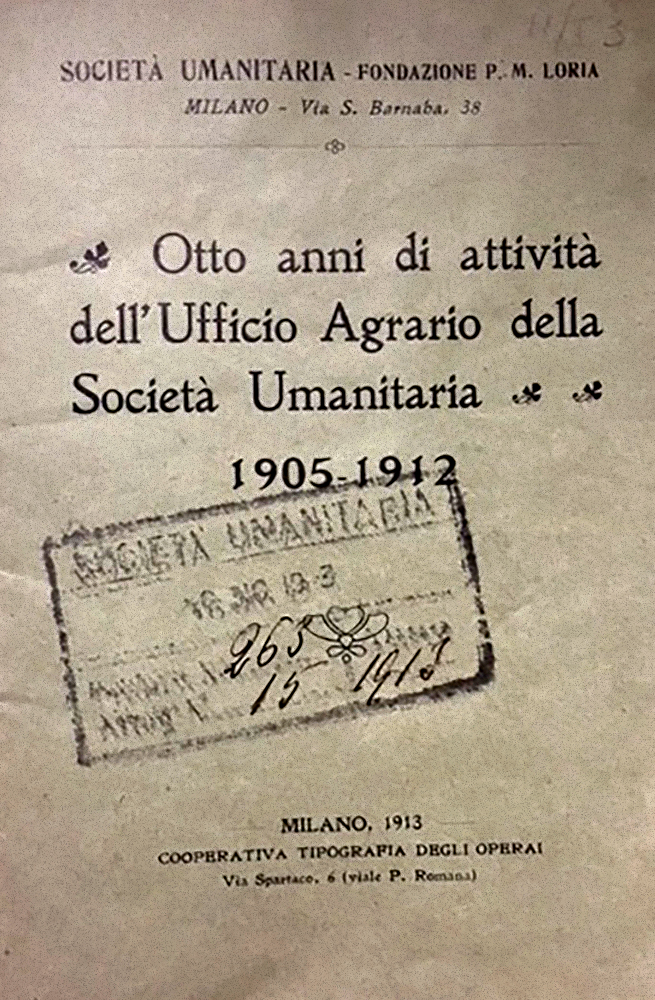 SOCIETÀ UMANITARIA - FONDAZIONE P. M. LORIA
MILANO - Via S. Barnaba, 38
Otto anni di attività
dell'Ufficio Agrario della
Società Umanitaria
1905-1912
SOCIETÀ UMANITARIA
263
15 1913
MILANO, 1913
COOPERATIVA TIPOGRAFIA DEGLI OPERAI
Via Spartaco, 6 (viale P. Romana)